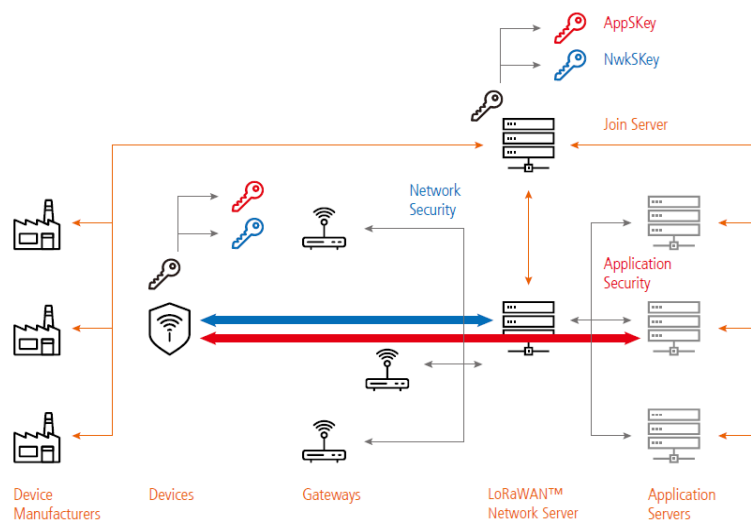 AppSKey
NwkSKey
Join Server
Network
Security
Application
Security
Device
Manufacturers
Devices
Gateways
LoRaWAN™
Network Server
Application
Servers